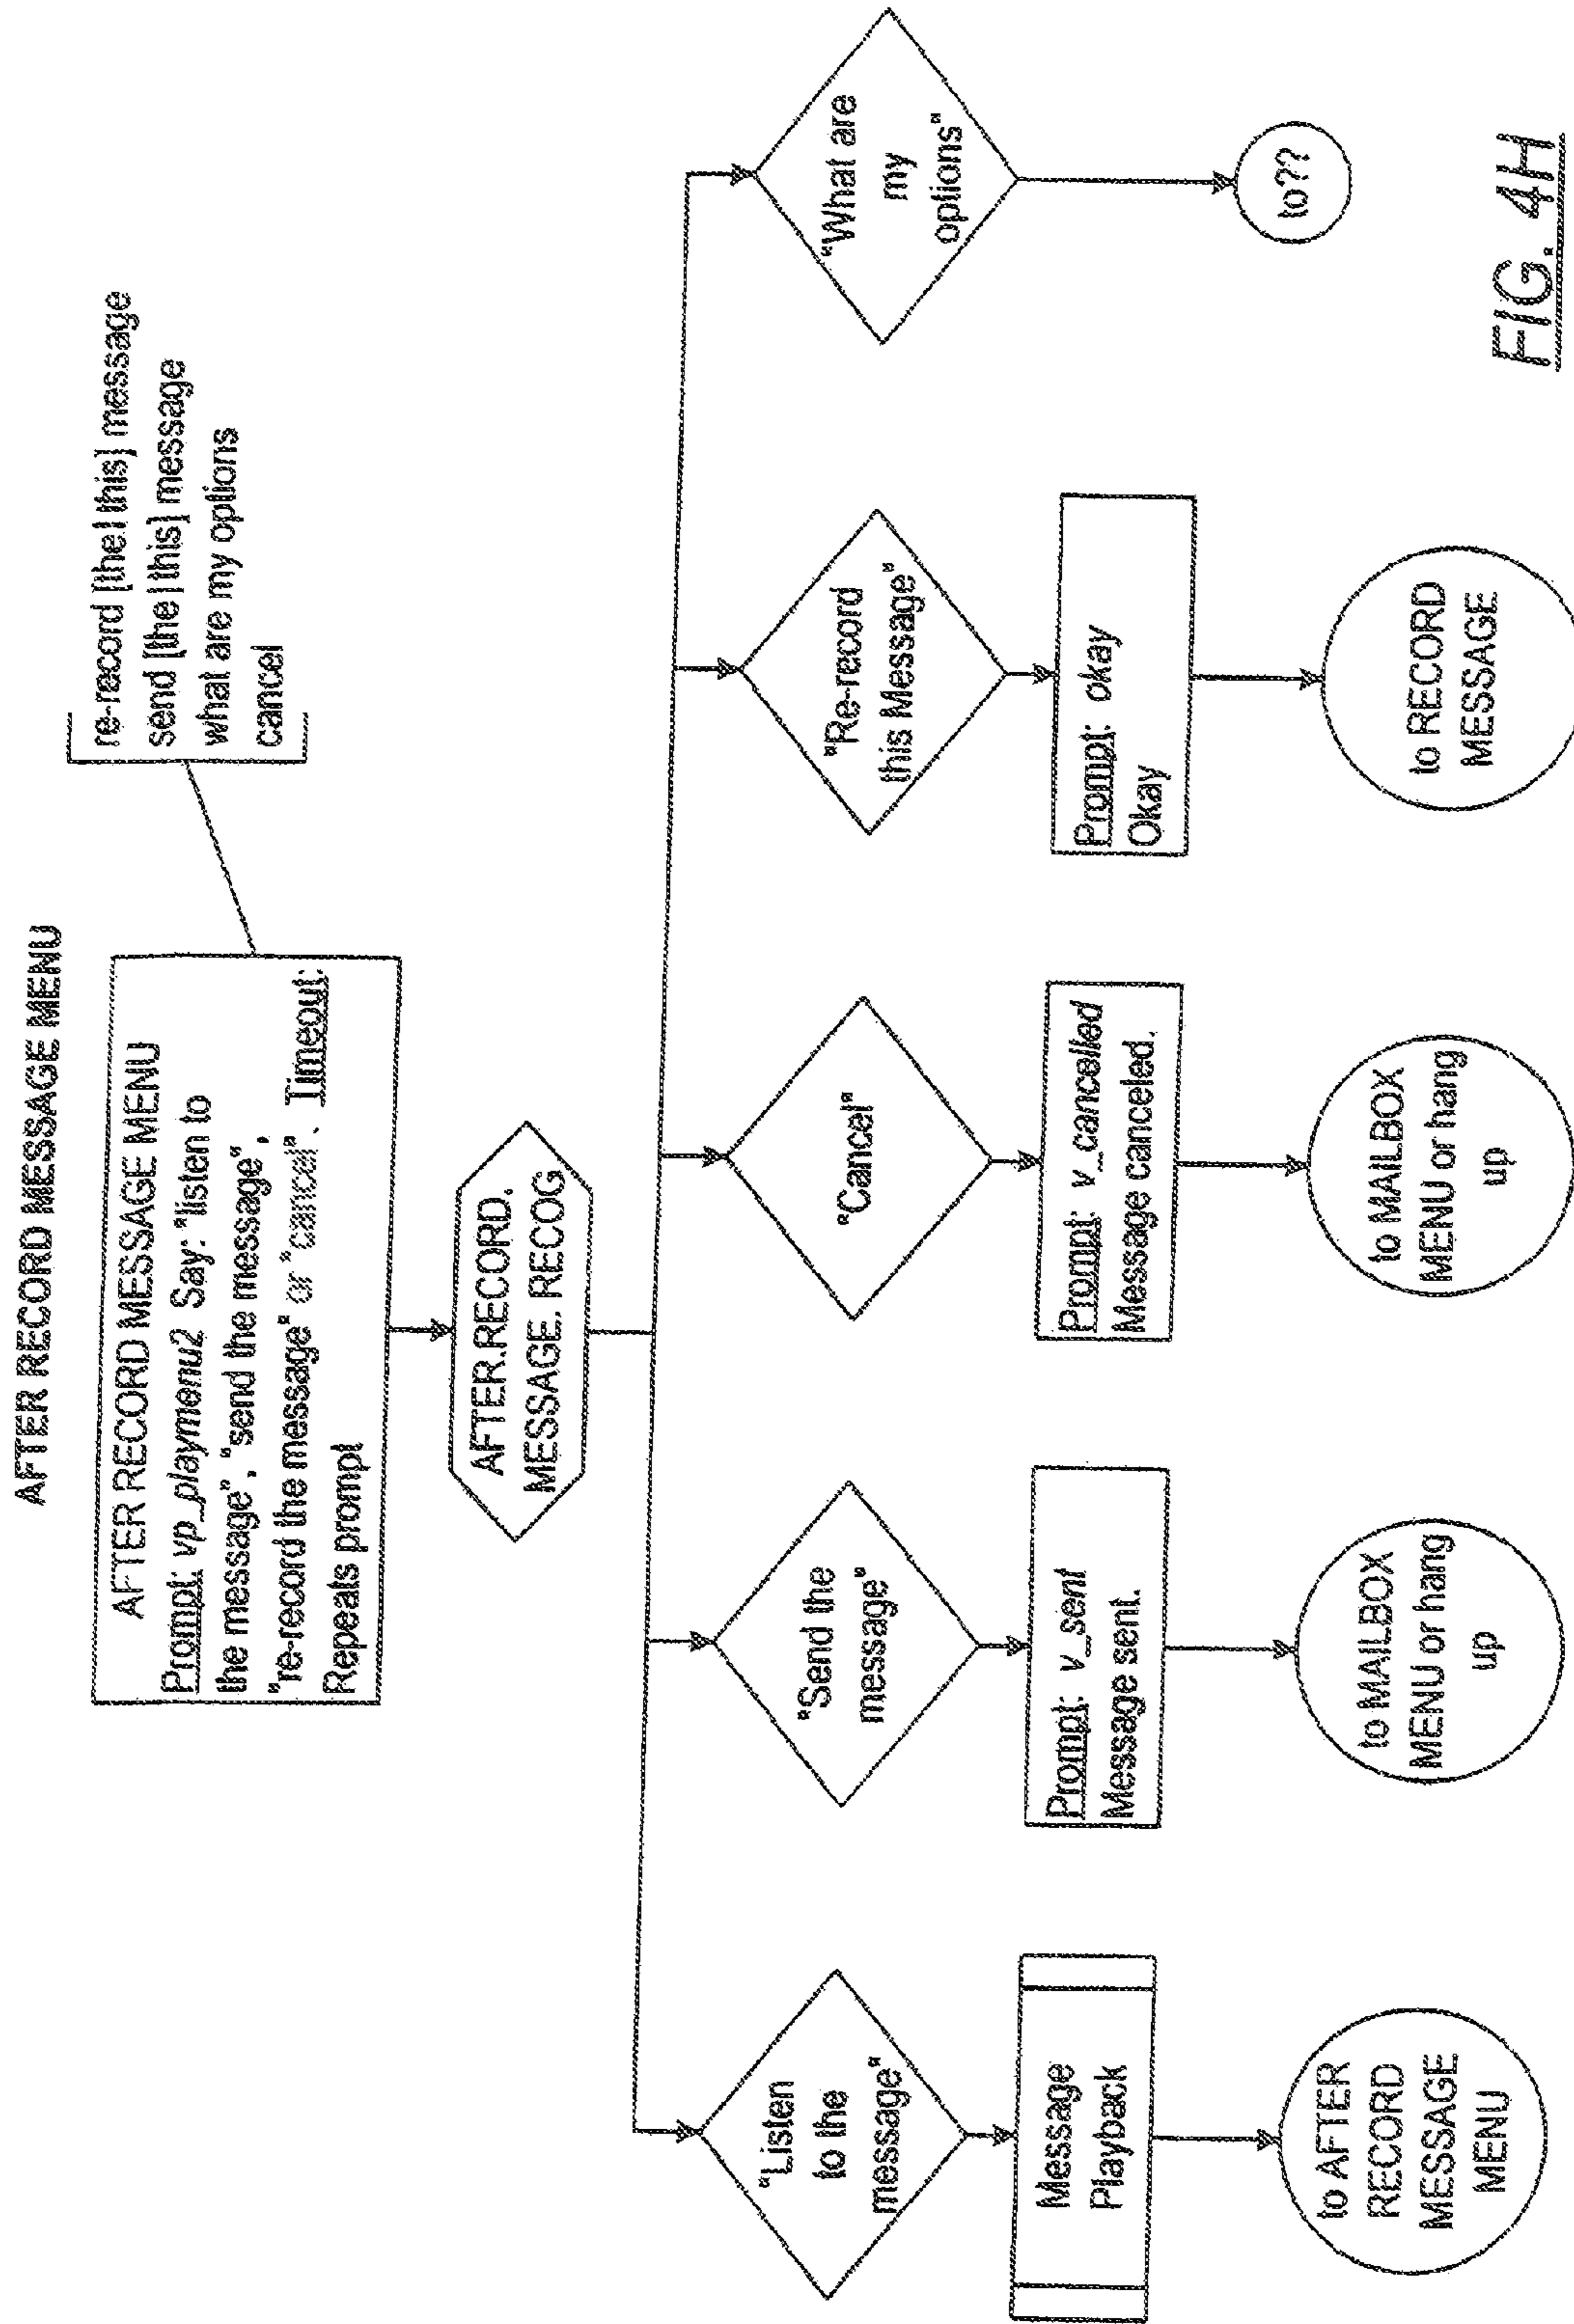 AFTER RECORD MESSAGE MENU
AFTER RECORD MESSAGE MENU
Prompt: vp_playmenu2 Say: "listen to
the message", "send the message",
"re-record the message" or "cancel". Timeout:
Repeats prompt
re-record [the | this] message
send [the | this] message
what are my options
cancel
AFTER.RECORD.
MESSAGE. RECOG
"Listen
to the
message"
Message
Playback
to AFTER
RECORD
MESSAGE
MENU
"Send the
message"
Prompt: v_sent
Message sent.
to MAILBOX
MENU or hang
up
"Cancel"
Prompt: v_cancelled
Message canceled.
to MAILBOX
MENU or hang
up
"Re-record
this Message"
Prompt: okay
Okay
to RECORD
MESSAGE
"What are
my
options"
to??
FIG. 4H